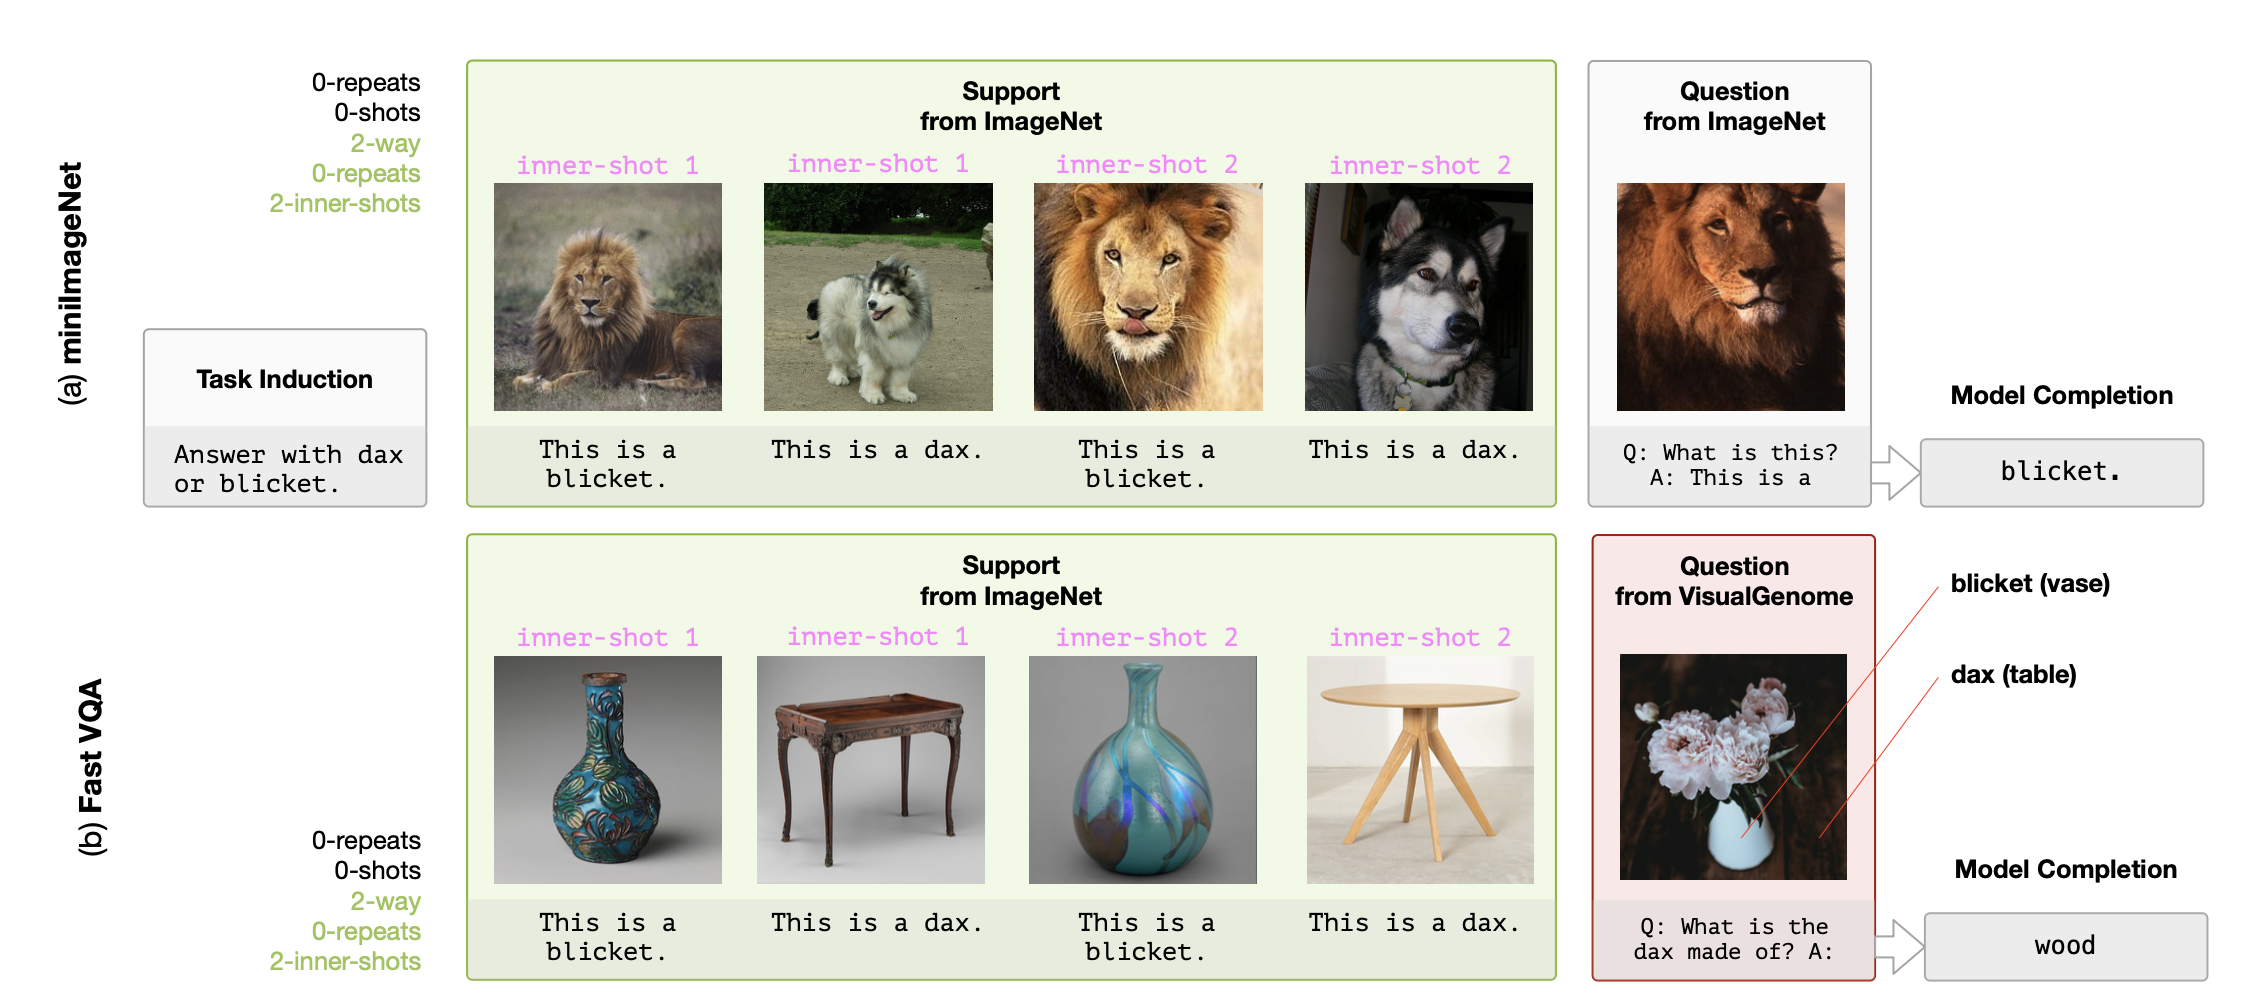 (a) miniImageNet
0-repeats
0-shots
2-way
0-repeats
2-inner-shots
Task Induction
Answer with dax
or blicket.
Support
from ImageNet
inner-shot 1
inner-shot 1
inner-shot 2
inner-shot 2
This is a
blicket.
This is a dax.
This is a
blicket.
This is a dax.
Question
from ImageNet
Q: What is this?
A: This is a
Model Completion
blicket.
(b) Fast VQA
0-repeats
0-shots
2-way
0-repeats
2-inner-shots
Support
from ImageNet
inner-shot 1
inner-shot 1
inner-shot 2
inner-shot 2
This is a
blicket.
This is a dax.
This is a
blicket.
This is a dax.
Question
from VisualGenome
blicket (vase)
dax (table)
Q: What is the
dax made of? A:
Model Completion
wood